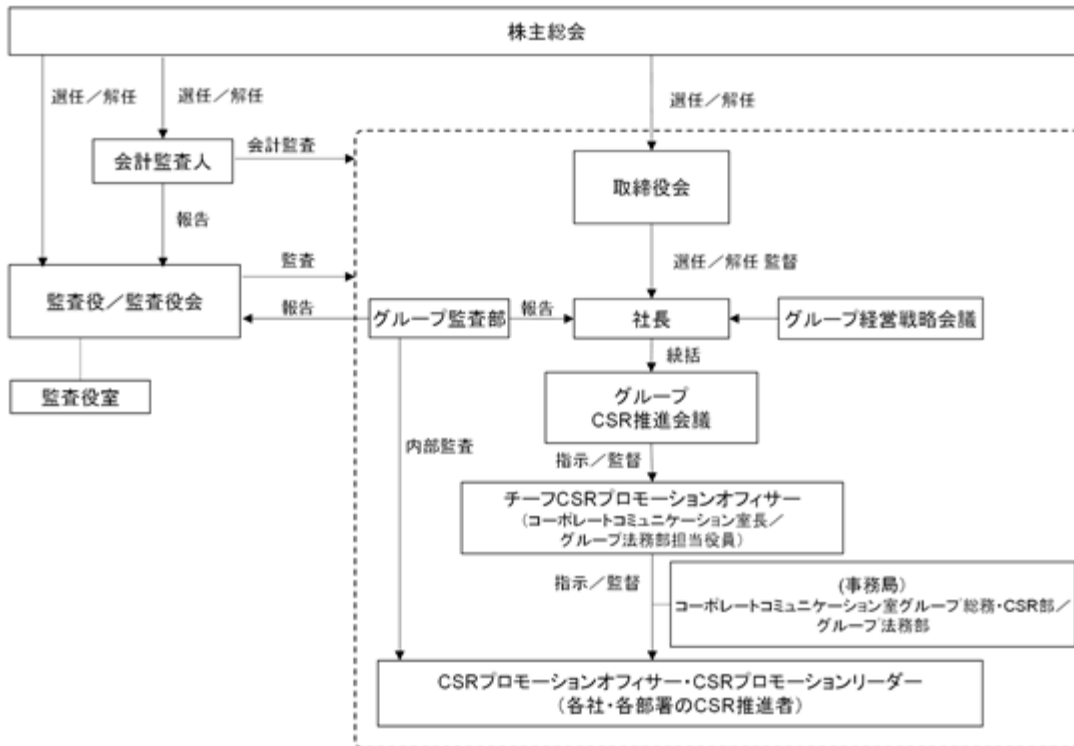 株主総会
選任／解任
選任／解任
選任／解任
会計監査人
会計監査
取締役会
報告
選任／解任 監督
監査役／監査役会
監査
報告
グループ監査部
報告
社長
グループ経営戦略会議
統括
監査役室
グループ
CSR推進会議
内部監査
指示／監督
チーフCSRプロモーションオフィサー
（コーポレートコミュニケーション室長／
グループ法務部担当役員）
指示／監督
(事務局)
コーポレートコミュニケーション室グループ総務・CSR部／
グループ法務部
CSRプロモーションオフィサー・CSRプロモーションリーダー
（各社・各部署のCSR推進者）